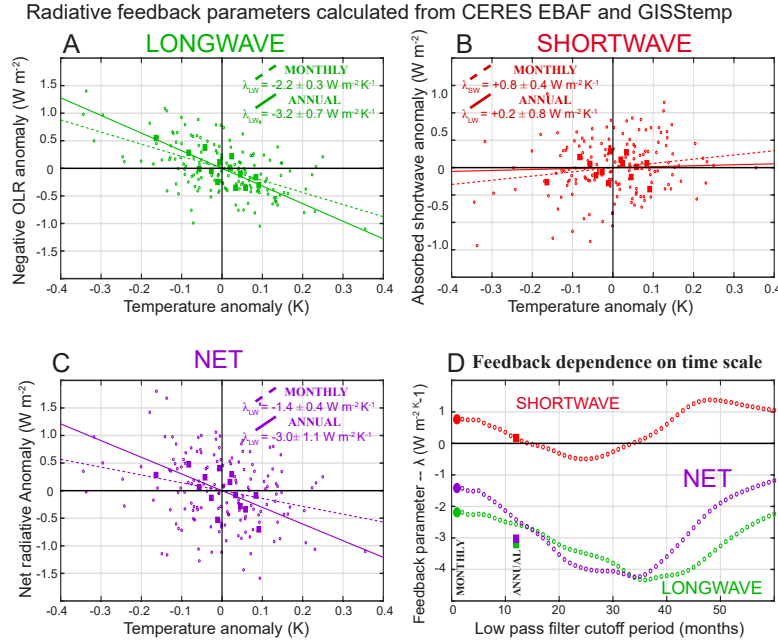 Radiative feedback parameters calculated from CERES EBAF and GISStemp
A
LONGWAVE
MONTHLY
λLW = -2.2 ± 0.3 W m-2 K-1
ANNUAL
λLW = -3.2 ± 0.7 W m-2 K-1
Negative OLR anomaly (W m-2)
1.5
1.0
0.5
0
-0.5
-1.0
-1.5
-0.4 -0.3 -0.2 -0.1 0 0.1 0.2 0.3 0.4
Temperature anomaly (K)
B
SHORTWAVE
MONTHLY
λSW = +0.8 ± 0.4 W m-2 K-1
ANNUAL
λLW = +0.2 ± 0.8 W m-2 K-1
Absorbed shortwave anomaly (W m-2)
1.0
0.5
0
-0.5
-1.0
-0.4 -0.3 -0.2 -0.1 0 0.1 0.2 0.3 0.4
Temperature anomaly (K)
C
NET
MONTHLY
λLW = -1.4 ± 0.4 W m-2 K-1
ANNUAL
λLW = -3.0± 1.1 W m-2 K-1
Net radiative Anomaly (W m-2)
1.5
1.0
0.5
0
-0.5
-1.0
-1.5
-0.4 -0.3 -0.2 -0.1 0 0.1 0.2 0.3 0.4
Temperature anomaly (K)
D Feedback dependence on time scale
SHORTWAVE
NET
LONGWAVE
MONTHLY
ANNUAL
Feedback parameter -- λ (W m-2 K-1)
1
0
-1
-2
-3
-4
0 10 20 30 40 50
Low pass filter cutoff period (months)